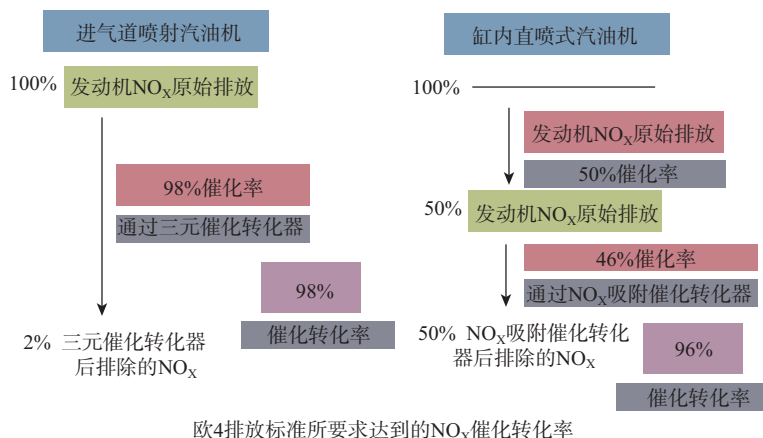 进气道喷射汽油机
100% 发动机NOX原始排放
98%催化率
通过三元催化转化器
98%
催化转化率
2% 三元催化转化器
后排除的NOX
缸内直喷式汽油机
100%
发动机NOX原始排放
50%催化率
50% 发动机NOX原始排放
46%催化率
通过NOX吸附催化转化器
50% NOX吸附催化转化
器后排除的NOX
96%
催化转化率
欧4排放标准所要求达到的NOX催化转化率